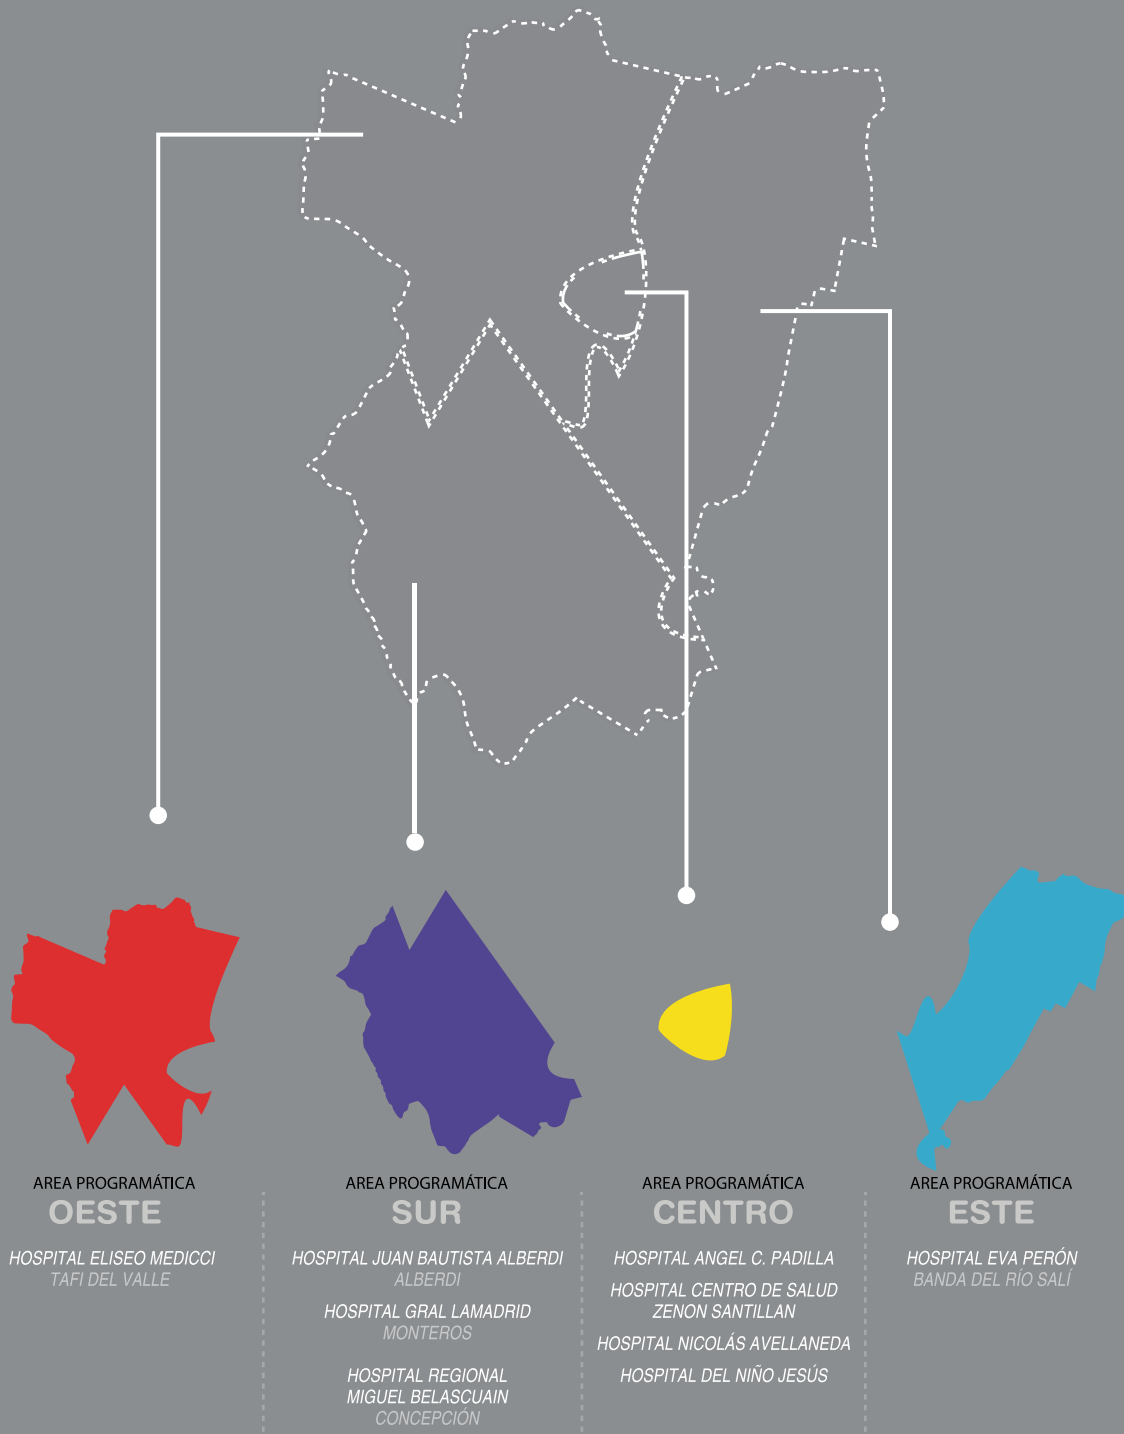 AREA PROGRAMÁTICA
OESTE
HOSPITAL ELISEO MEDICCI
TAFI DEL VALLE
AREA PROGRAMÁTICA
SUR
HOSPITAL JUAN BAUTISTA ALBERDI
ALBERDI
HOSPITAL GRAL LAMADRID
MONTEROS
HOSPITAL REGIONAL
MIGUEL BELASCUAIN
CONCEPCIÓN
AREA PROGRAMÁTICA
CENTRO
HOSPITAL ANGEL C. PADILLA
HOSPITAL CENTRO DE SALUD
ZENON SANTILLAN
HOSPITAL NICOLÁS AVELLANEDA
HOSPITAL DEL NIÑO JESÚS
AREA PROGRAMÁTICA
ESTE
HOSPITAL EVA PERÓN
BANDA DEL RÍO SALÍ